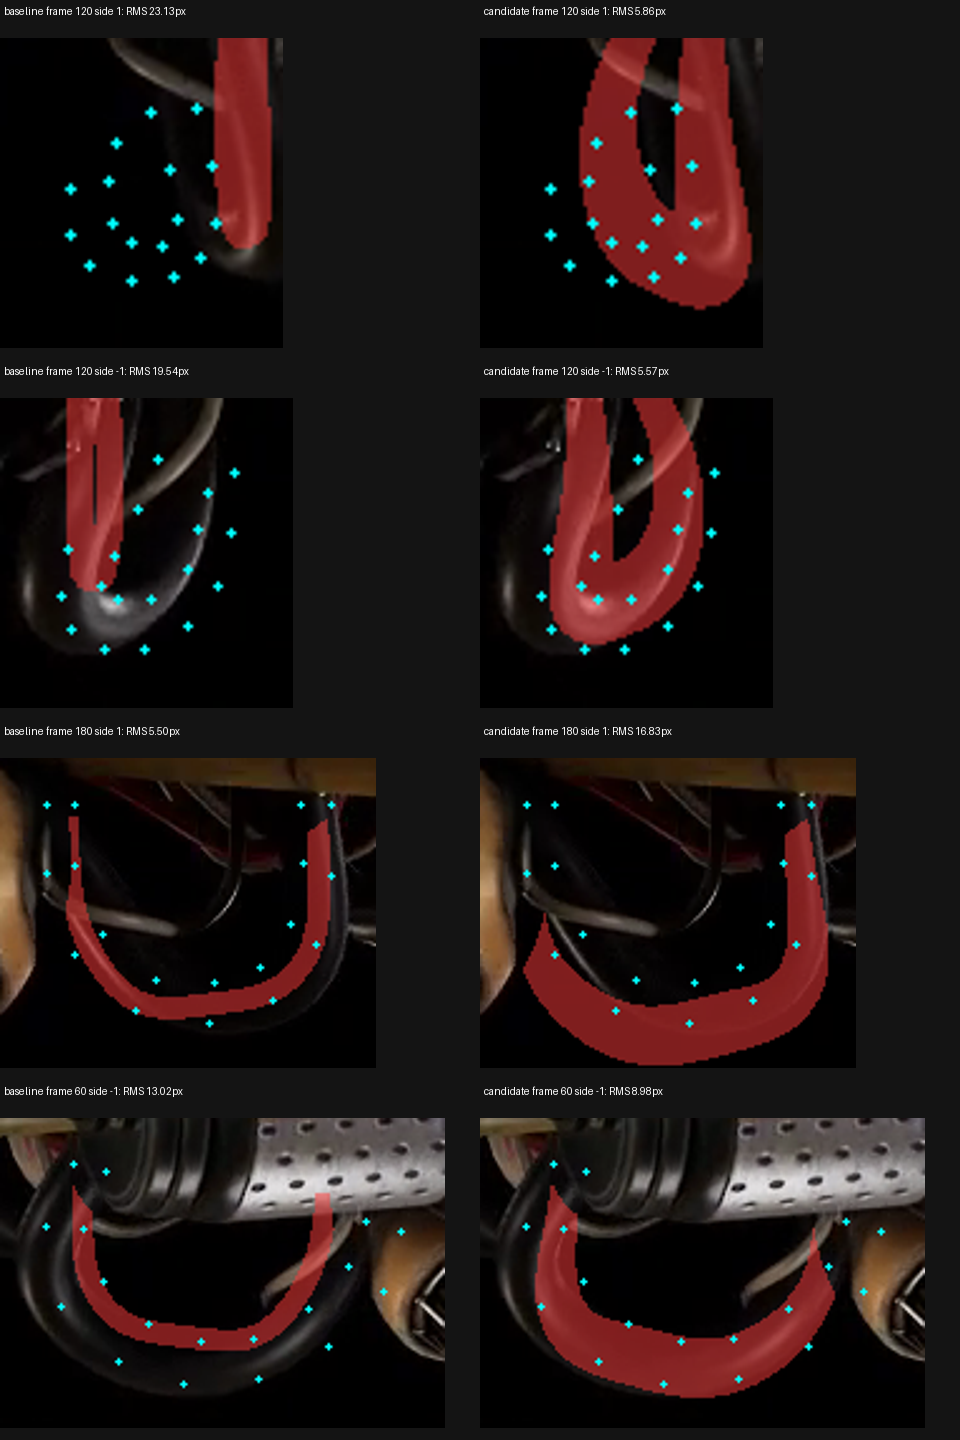 baseline frame 120 side 1: RMS 23.13px
candidate frame 120 side 1: RMS 5.86px
baseline frame 120 side -1: RMS 19.54px
candidate frame 120 side -1: RMS 5.57px
baseline frame 180 side 1: RMS 5.50px
candidate frame 180 side 1: RMS 16.83px
baseline frame 60 side -1: RMS 13.02px
candidate frame 60 side -1: RMS 8.98px